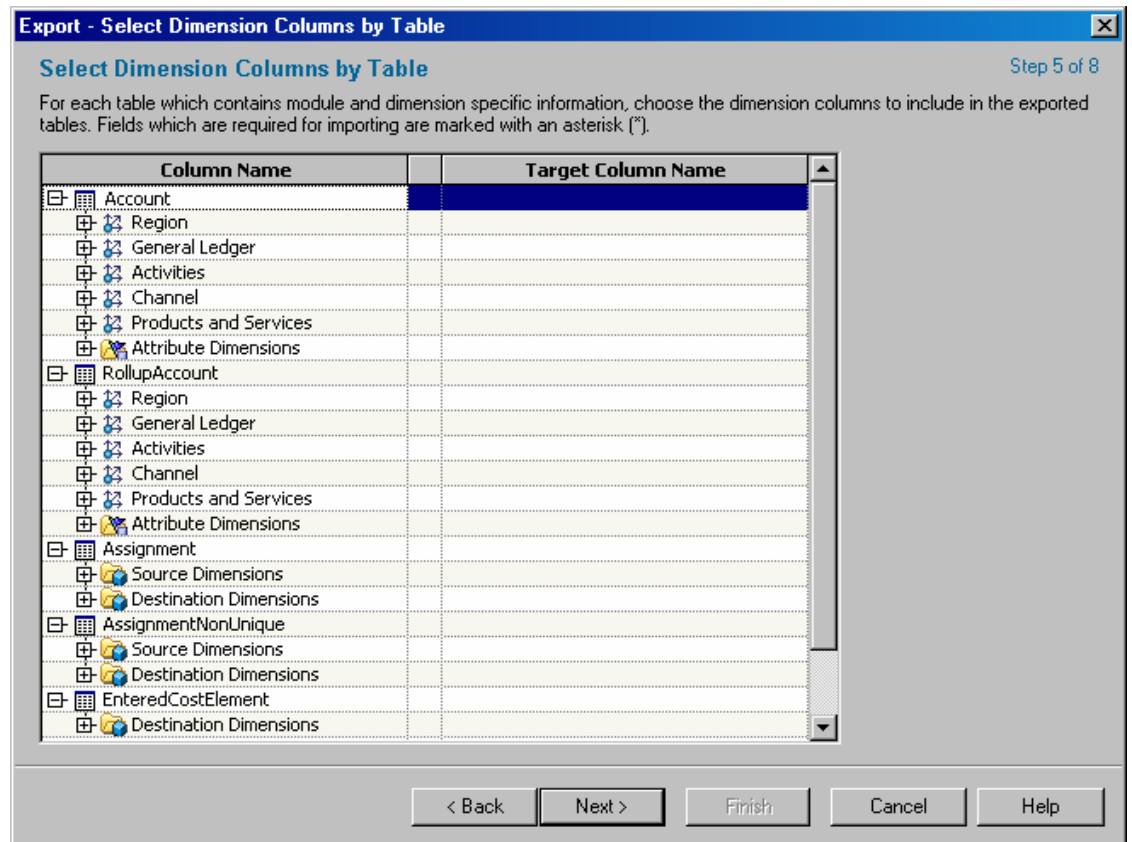 Export - Select Dimension Columns by Table
Select Dimension Columns by Table
Step 5 of 8
For each table which contains module and dimension specific information, choose the dimension columns to include in the exported
tables. Fields which are required for importing are marked with an asterisk (*).
Column Name Target Column Name
Account
Region
General Ledger
Activities
Channel
Products and Services
Attribute Dimensions
RollupAccount
Region
General Ledger
Activities
Channel
Products and Services
Attribute Dimensions
Assignment
Source Dimensions
Destination Dimensions
AssignmentNonUnique
Source Dimensions
Destination Dimensions
EnteredCostElement
Destination Dimensions
< Back Next > Finish Cancel Help